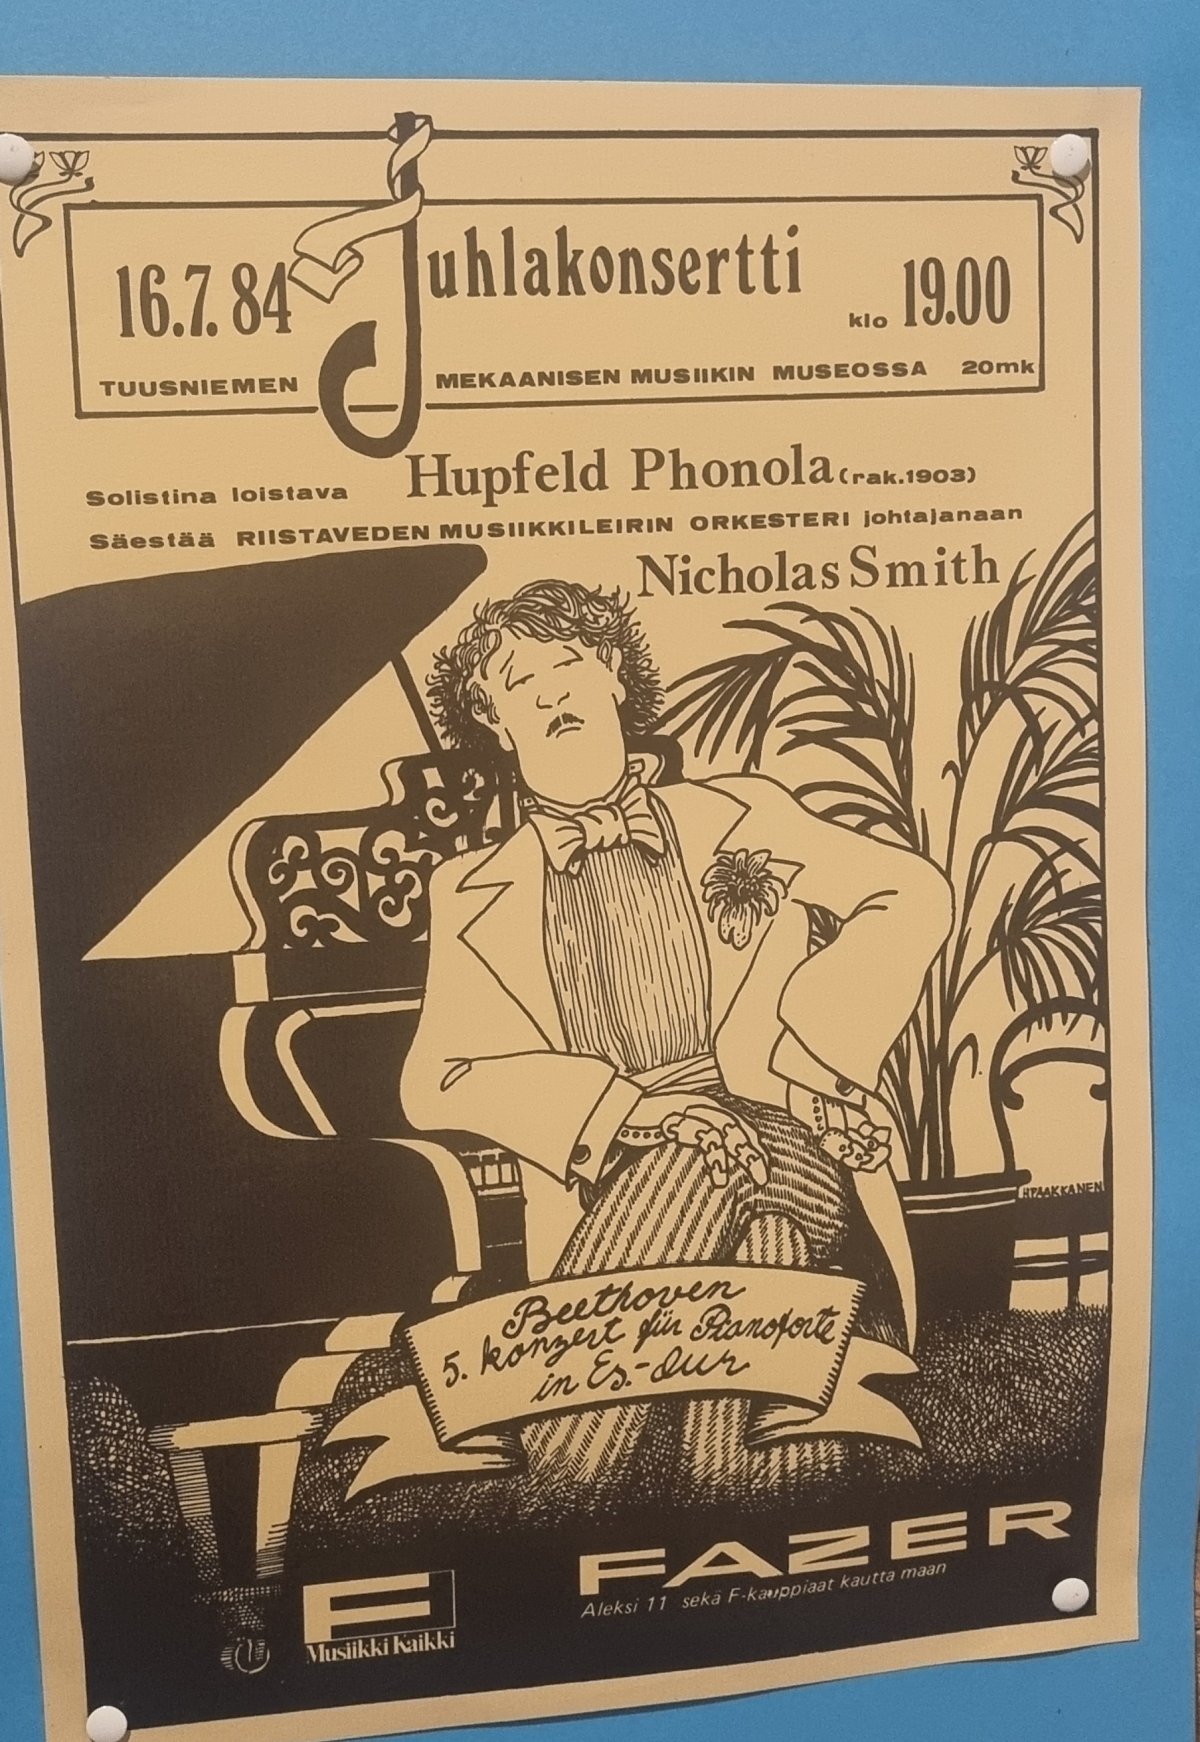 16.7.84 Juhlakonsertti klo 19.00
TUUSNIEMEN MEKAANISEN MUSIIKIN MUSEOSSA 20mk
Solistina loistava Hupfeld Phonola (rak.1903)
Säestää RIISTAVEDEN MUSIIKKILEIRIN ORKESTERI johtajanaan
Nicholas Smith
H.PAAKKANEN
Beethoven
5. konzert für Pianoforte
in Es.-dur
FAZER
Aleksi 11 sekä F-kauppiaat kautta maan
F
Musiikki Kaikki